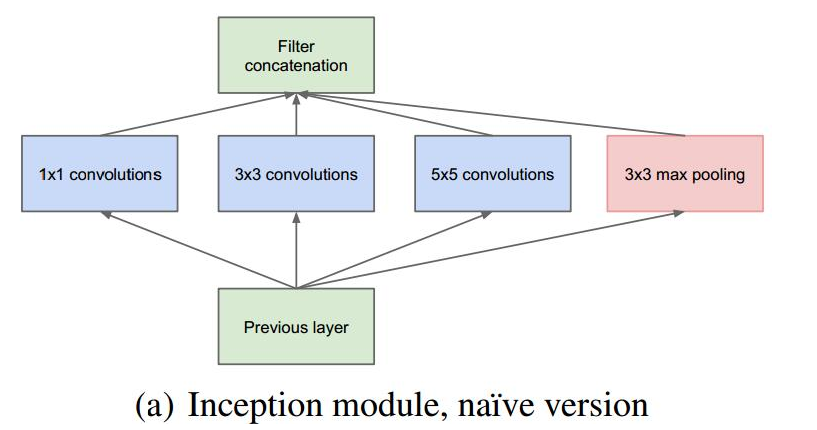 Filter
concatenation
1x1 convolutions
3x3 convolutions
5x5 convolutions
3x3 max pooling
Previous layer
(a) Inception module, naïve version